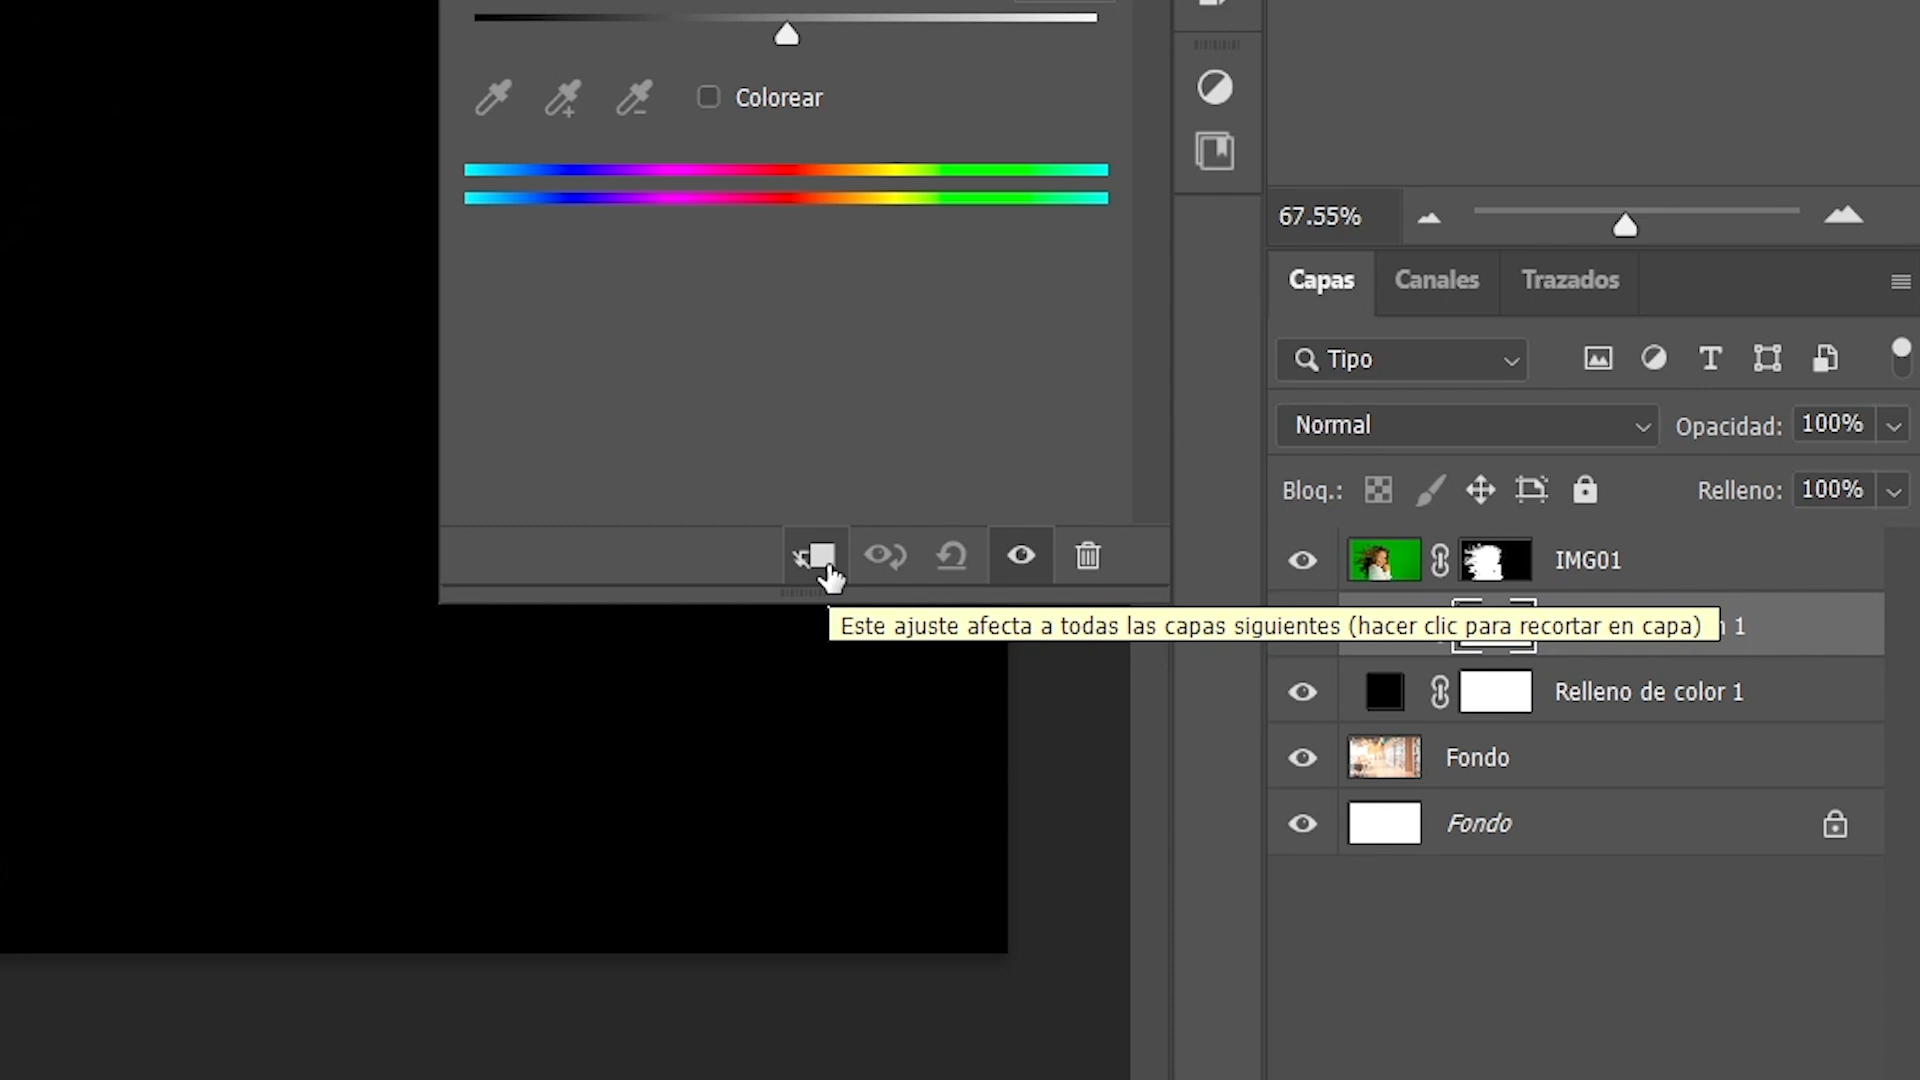 Colorear
67.55%
Capas Canales Trazados
Tipo
Normal Opacidad: 100%
Bloq.: Relleno: 100%
IMG01
Este ajuste afecta a todas las capas siguientes (hacer clic para recortar en capa)
1
Relleno de color 1
Fondo
Fondo